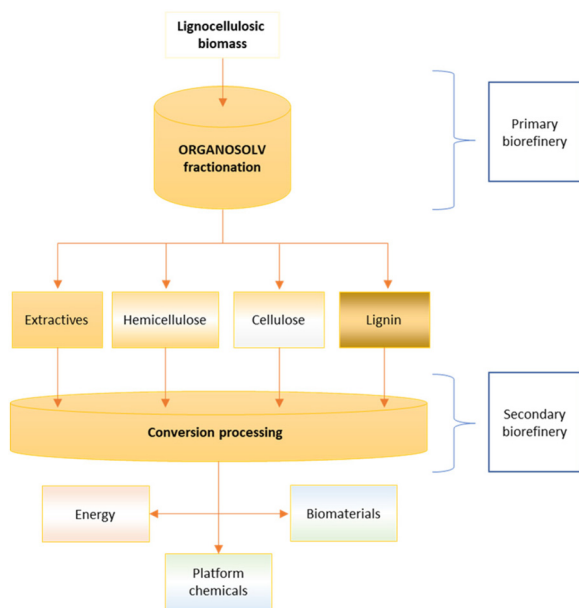 Lignocellulosic
biomass
ORGANOSOLV
fractionation
Primary
biorefinery
Extractives
Hemicellulose
Cellulose
Lignin
Conversion processing
Secondary
biorefinery
Energy
Biomaterials
Platform
chemicals